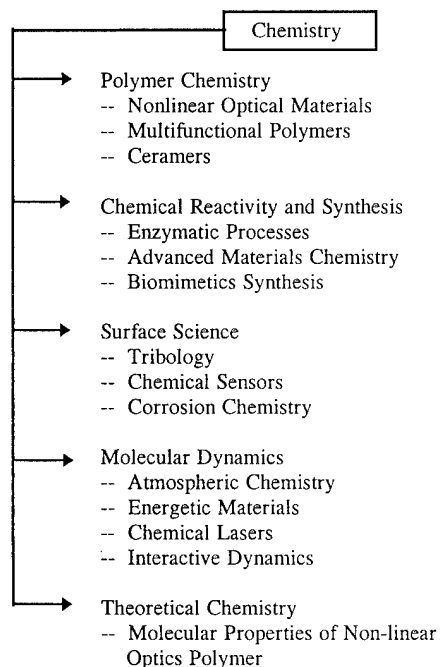 Chemistry
Polymer Chemistry
-- Nonlinear Optical Materials
-- Multifunctional Polymers
-- Ceramers
Chemical Reactivity and Synthesis
-- Enzymatic Processes
-- Advanced Materials Chemistry
-- Biomimetics Synthesis
Surface Science
-- Tribology
-- Chemical Sensors
-- Corrosion Chemistry
Molecular Dynamics
-- Atmospheric Chemistry
-- Energetic Materials
-- Chemical Lasers
-- Interactive Dynamics
Theoretical Chemistry
-- Molecular Properties of Non-linear
Optics Polymer